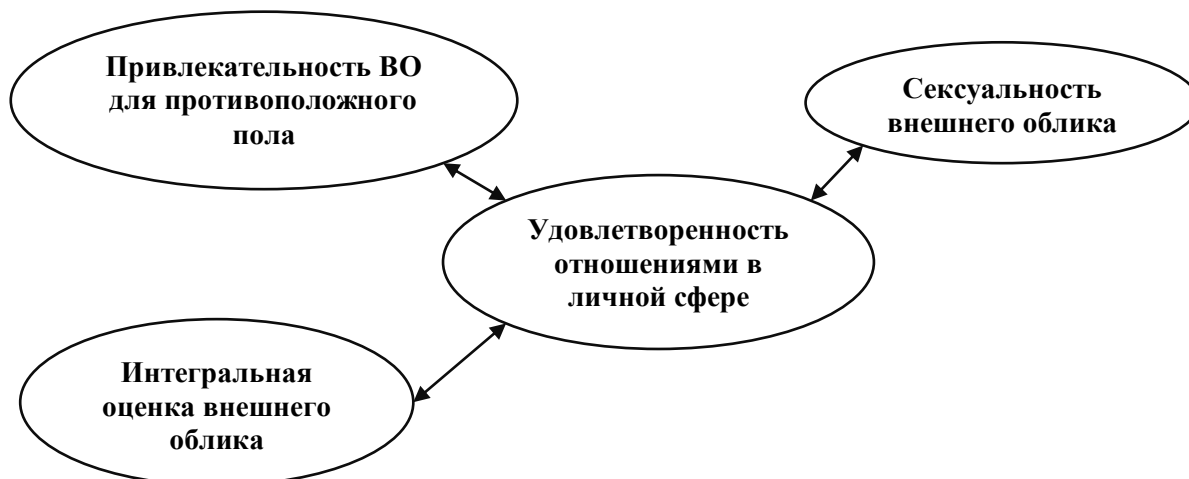 Привлекательность ВО
для противоположного
пола
Сексуальность
внешнего облика
Удовлетворенность
отношениями в
личной сфере
Интегральная
оценка внешнего
облика